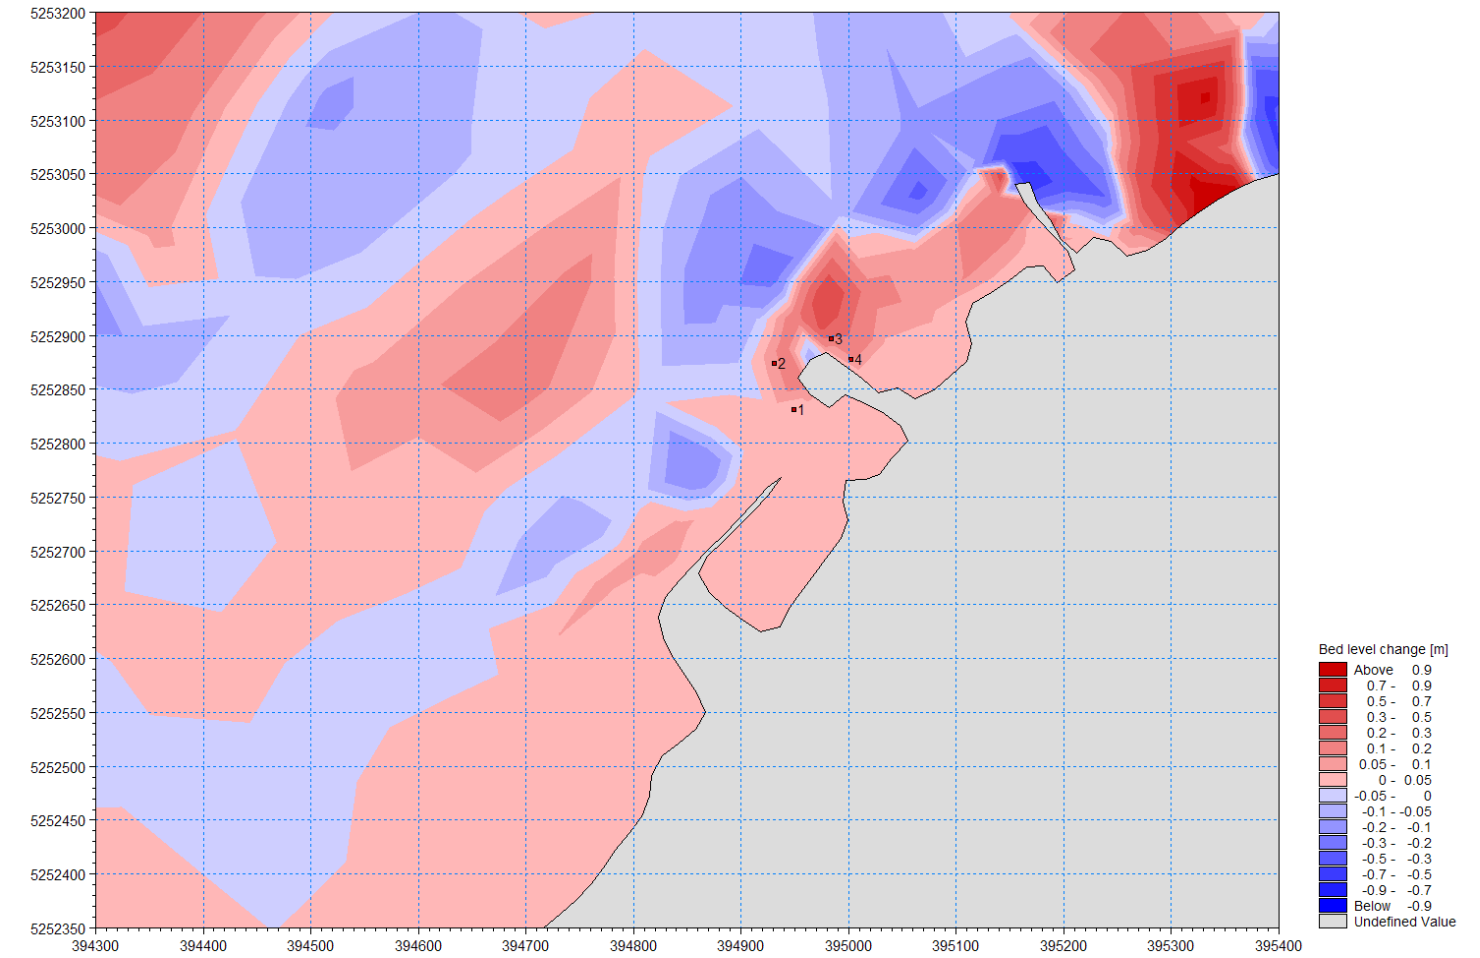 5253200
5253150
5253100
5253050
5253000
5252950
5252900
5252850
5252800
5252750
5252700
5252650
5252600
5252550
5252500
5252450
5252400
5252350
394300 394400 394500 394600 394700 394800 394900 395000 395100 395200 395300 395400
3
2
4
1
Bed level change [m]
Above 0.9
0.7 - 0.9
0.5 - 0.7
0.3 - 0.5
0.2 - 0.3
0.1 - 0.2
0.05 - 0.1
0 - 0.05
-0.05 - 0
-0.1 - -0.05
-0.2 - -0.1
-0.3 - -0.2
-0.5 - -0.3
-0.7 - -0.5
-0.9 - -0.7
Below -0.9
Undefined Value